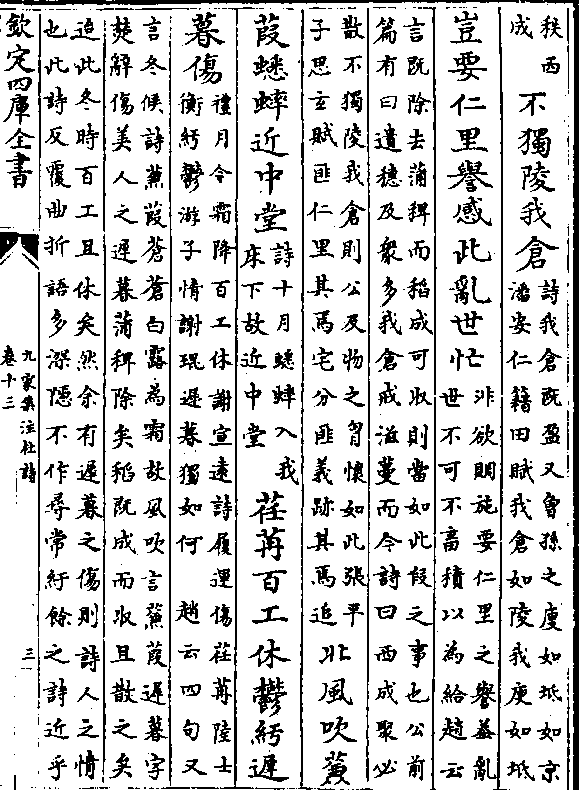 秩西
成
不獨陵我倉
詩我倉既盈又魯孫之庾如坻如京
潘安仁籍田賦我倉如陵我庾如坻
豈要仁里譽感此亂世忙
非欲期施要仁里之譽蓋亂
世不可不畜積以為給趙云
言既除去蒲稗而稻成可收則當如此段之事也公前
篇有曰遺穗及衆多我倉戒滋蔓而今詩曰西成聚必
散不獨陵我倉則公及物之習懷如此張平
子思玄賦匪仁里其焉宅分匪義跡其焉追
北風吹蒹
葭蟋蟀近中堂
詩十月蟋蟀入我
床下故近中堂
荏苒百工休鬱紆遲
暮傷
禮月令霜降百工休謝宣遠詩履運傷荏苒陸士
衡紆鬱游子情謝琨遲暮獨如何 趙云四句又
言冬候詩蒹葭蒼蒼白露為霜故風吹言蒹葭遲暮字
楚解傷美人之遲暮蒲稗除矣稻既成而收且散之矣
迨此冬時百工且休矣然余有遲暮之傷則詩人之情
也此詩反覆曲折語多深隱不作尋常紆餘之詩近乎
欽定四庫全書
九家集注杜詩
卷十三
三